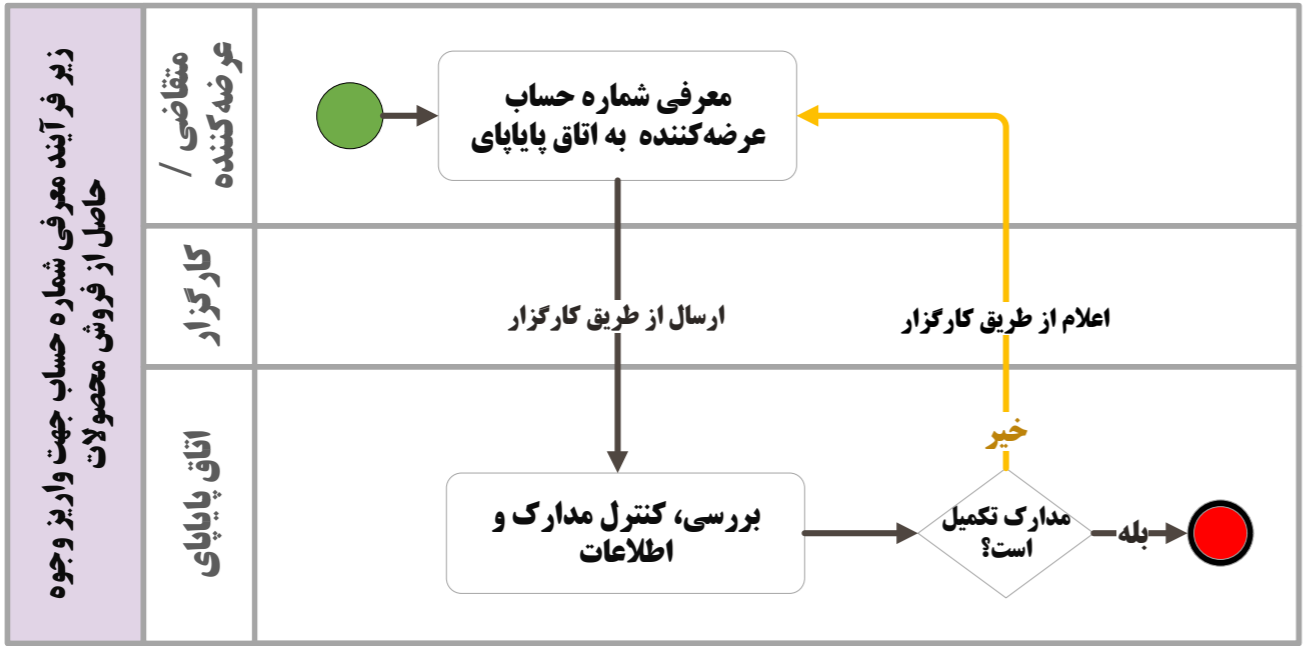 زیر فرآیند معرفی شماره حساب جهت واریز وجوه
حاصل از فروش محصولات
متقاضی /
عرضه‌کننده
معرفی شماره حساب
عرضه‌کننده به اتاق پایاپای
کارگزار
ارسال از طریق کارگزار
اعلام از طریق کارگزار
اتاق پایاپای
بررسی، کنترل مدارک و
اطلاعات
مدارک تکمیل
است؟
خیر
بله